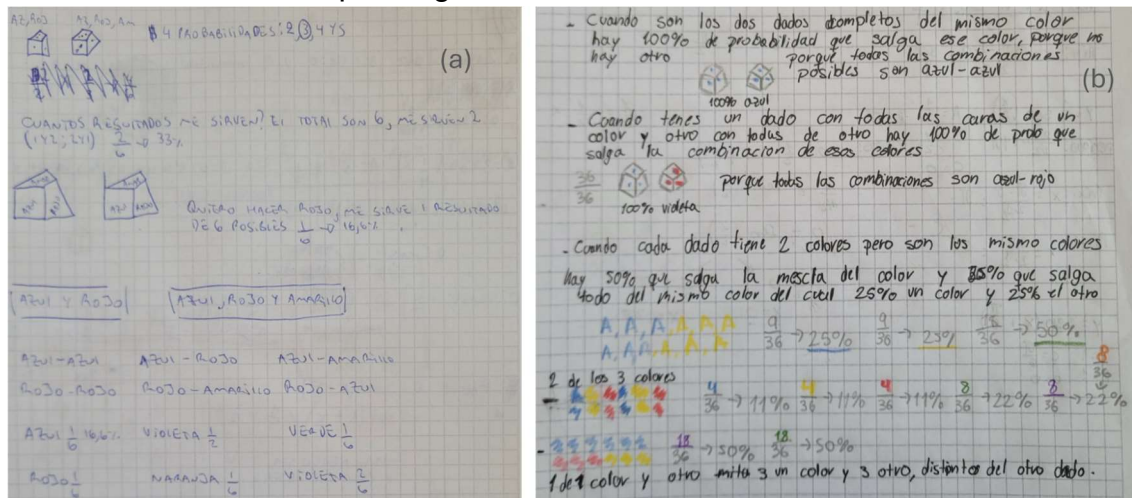 AZ, ROJ
AZ, ROJ, AM
4 PROBABILIDADES: 2, 3, 4 Y 5
(a)
CUANTOS RESULTADOS ME SIRVEN? EL TOTAL SON 6, ME SIRVEN 2
(1 Y 2; 2 Y 1) 2/6 → 33%
AZUL
AZUL
QUIERO HACER ROJO, ME SIRVE 1 RESULTADO
DE 6 POSIBLES 1/6 → 16,6%
AZUL Y ROJO
AZUL, ROJO Y AMARILLO
AZUL-AZUL AZUL-ROJO AZUL-AMARILLO
ROJO-ROJO ROJO-AMARILLO ROJO-AZUL
AZUL 1/6 16,6% VIOLETA 1/2 VERDE 1/6
ROJO 1/6 NARANJA 1/6 VIOLETA 2/6
- Cuando son los dos dados completos del mismo color
hay 100% de probabilidad que salga ese color, porque no
hay otro porque todas las combinaciones
posibles son azul-azul
(b)
100% azul
- Cuando tenes un dado con todas las caras de un
color y otro con todas de otro hay 100% de prob que
salga la combinacion de esos colores
36/36 porque todas las combinaciones son azul-rojo
100% violeta
- Cuando cada dado tiene 2 colores pero son los mismo colores
hay 50% que salga la mescla del color y % que salga
todo del mismo color del cual 25% un color y 25% el otro
A, A, A, A, A, A 9/36 → 25% 9/36 → 25% 18/36 → 50%
A, A, A, A, A, A
8/36
2 de los 3 colores
4/36 → 11% 4/36 → 11% 4/36 → 11% 8/36 → 22% 8/36 → 22%
- 18/36 → 50% 18/36 → 50%
1 de 1 color y otro mita 3 un color y 3 otro, distintos del otro dado.